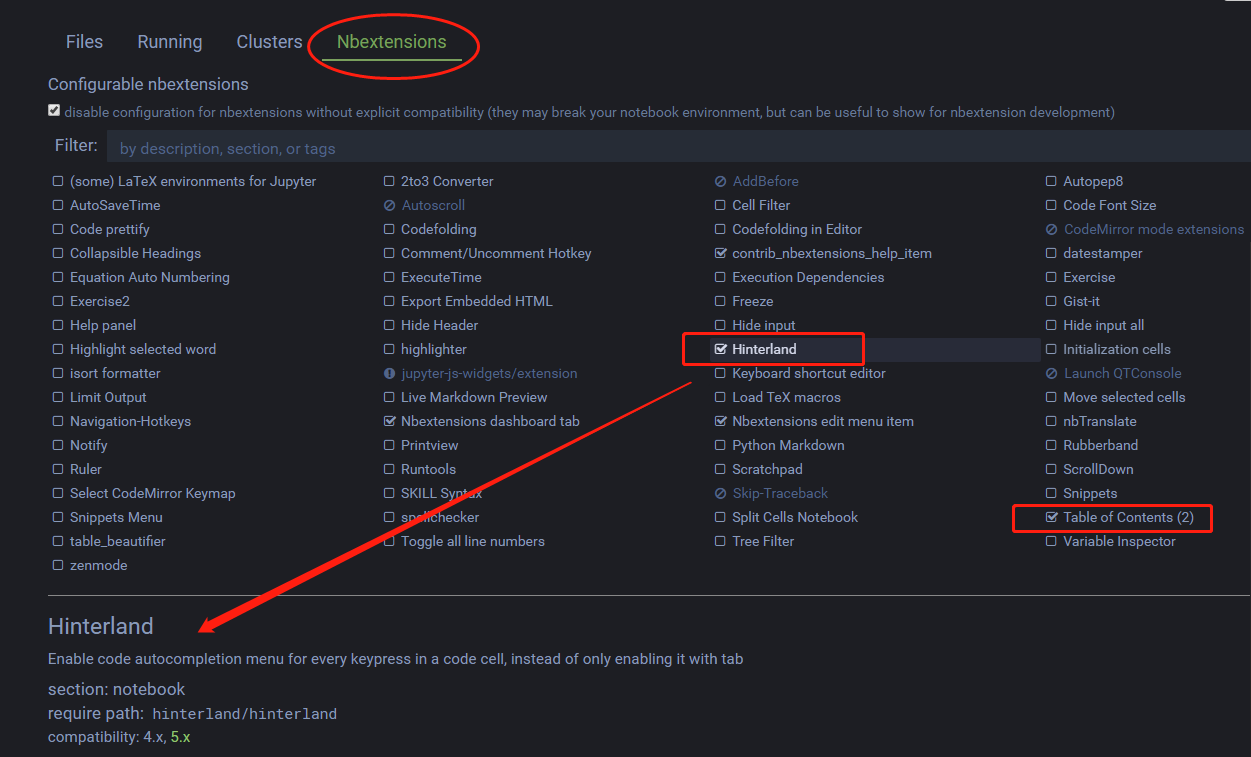 Files Running Clusters Nbextensions
Configurable nbextensions
disable configuration for nbextensions without explicit compatibility (they may break your notebook environment, but can be useful to show for nbextension development)
Filter: by description, section, or tags
(some) LaTeX environments for Jupyter 2to3 Converter AddBefore Autopep8
AutoSaveTime Autoscroll Cell Filter Code Font Size
Code prettify Codefolding Codefolding in Editor CodeMirror mode extensions
Collapsible Headings Comment/Uncomment Hotkey contrib_nbextensions_help_item datestamper
Equation Auto Numbering ExecuteTime Execution Dependencies Exercise
Exercise2 Export Embedded HTML Freeze Gist-it
Help panel Hide Header Hide input Hide input all
Highlight selected word highlighter Hinterland Initialization cells
isort formatter jupyter-js-widgets/extension Keyboard shortcut editor Launch QTConsole
Limit Output Live Markdown Preview Load TeX macros Move selected cells
Navigation-Hotkeys Nbextensions dashboard tab Nbextensions edit menu item nbTranslate
Notify Printview Python Markdown Rubberband
Ruler Runtools Scratchpad ScrollDown
Select CodeMirror Keymap SKILL Syntax Skip-Traceback Snippets
Snippets Menu spellchecker Split Cells Notebook Table of Contents (2)
table_beautifier Toggle all line numbers Tree Filter Variable Inspector
zenmode
Hinterland
Enable code autocompletion menu for every keypress in a code cell, instead of only enabling it with tab
section: notebook
require path: hinterland/hinterland
compatibility: 4.x, 5.x